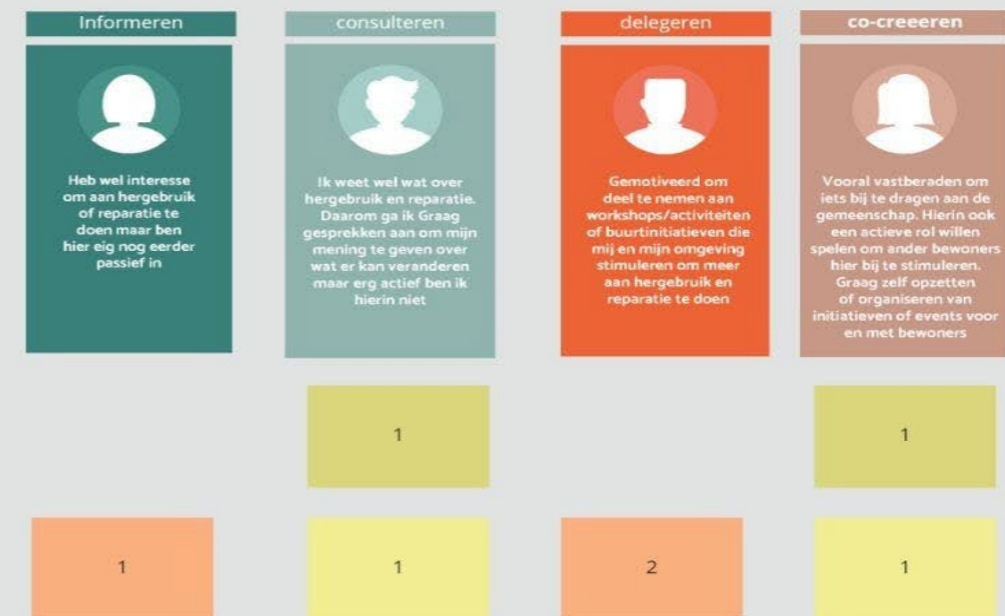 Informeren
consulteren
delegeren
co-creeeren
Heb wel interesse
om aan hergebruik
of reparatie te
doen maar ben
hier eig nog eerder
passief in
Ik weet wel wat over
hergebruik en reparatie.
Daarom ga ik Graag
gesprekken aan om mijn
mening te geven over
wat er kan veranderen
maar erg actief ben ik
hierin niet
Gemotiveerd om
deel te nemen aan
workshops/activiteiten
of buurtinitiatieven die
mij en mijn omgeving
stimuleren om meer
aan hergebruik en
reparatie te doen
Vooral vastberaden om
iets bij te dragen aan de
gemeenschap. Hierin ook
een actieve rol willen
spelen om ander bewoners
hier bij te stimuleren.
Graag zelf opzetten
of organiseren van
initiatieven of events voor
en met bewoners
1
1
1
1
2
1